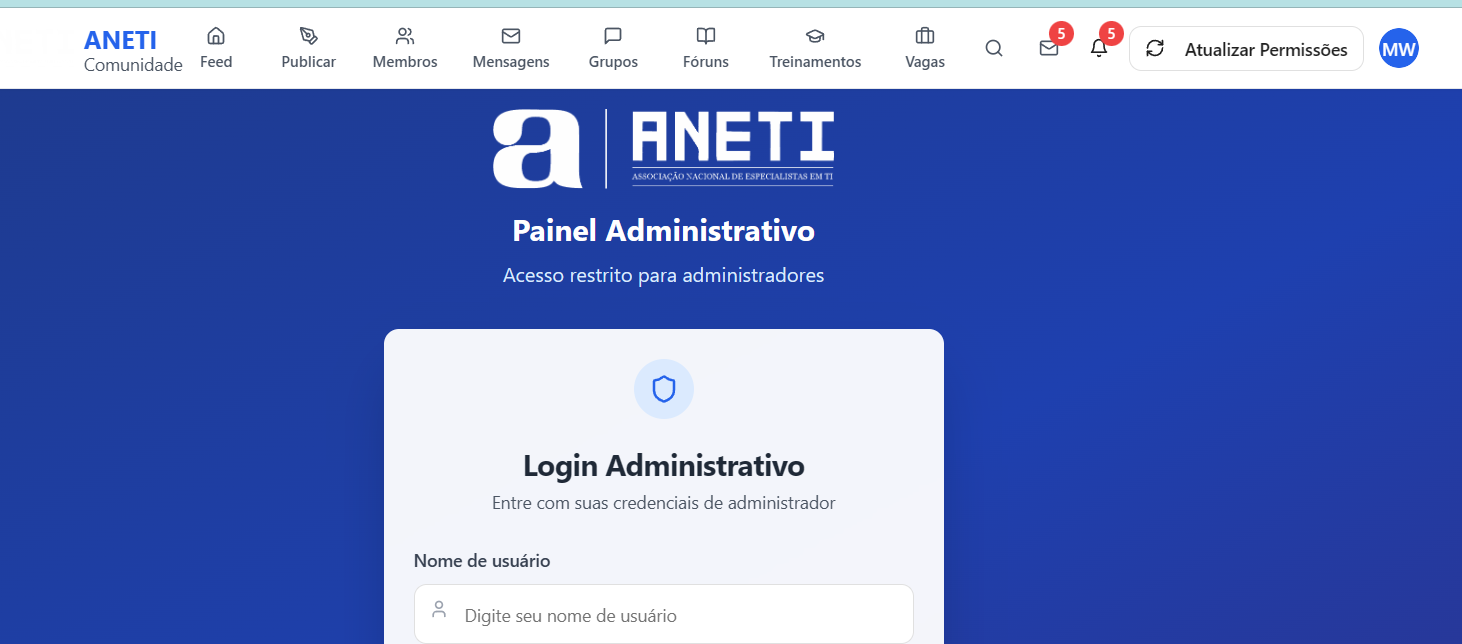 ANETI
Comunidade
Feed
Publicar
Membros
Mensagens
Grupos
Fóruns
Treinamentos
Vagas
5
5
Atualizar Permissões
MW
a
ANETI
ASSOCIAÇÃO NACIONAL DE ESPECIALISTAS EM TI
Painel Administrativo
Acesso restrito para administradores
Login Administrativo
Entre com suas credenciais de administrador
Nome de usuário
Digite seu nome de usuário